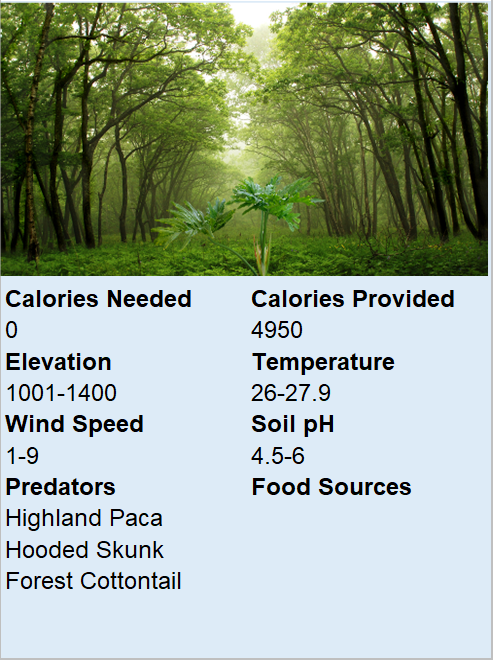 Calories Needed Calories Provided
0 4950
Elevation Temperature
1001-1400 26-27.9
Wind Speed Soil pH
1-9 4.5-6
Predators Food Sources
Highland Paca
Hooded Skunk
Forest Cottontail